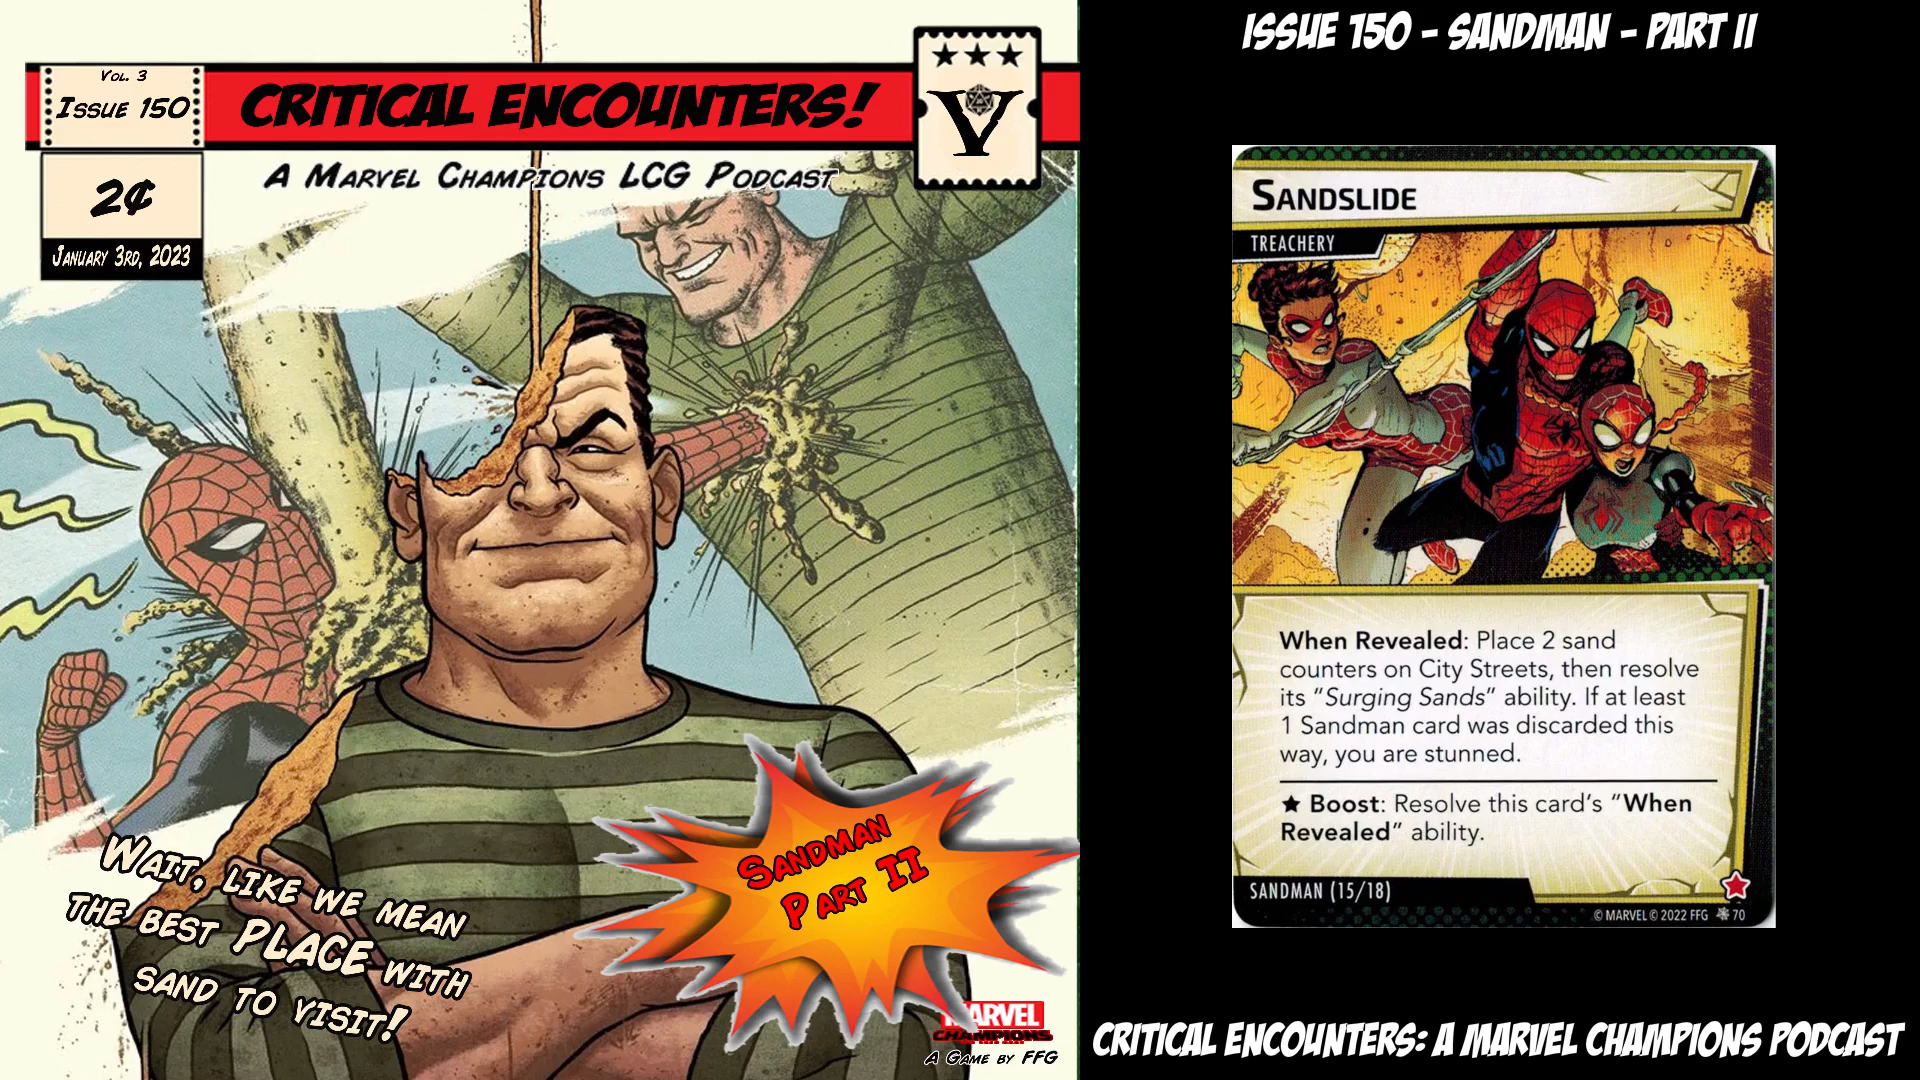 Vol. 3
Issue 150
CRITICAL ENCOUNTERS!
V
2¢
January 3rd, 2023
A Marvel Champions LCG Podcast
Wait, like we mean
the best PLACE with
sand to visit!
Sandman
Part II
MARVEL
CHAMPIONS
A Game by FFG
ISSUE 150 - SANDMAN - PART II
SANDSLIDE
TREACHERY
When Revealed: Place 2 sand
counters on City Streets, then resolve
its “Surging Sands” ability. If at least
1 Sandman card was discarded this
way, you are stunned.
★ Boost: Resolve this card’s “When
Revealed” ability.
SANDMAN (15/18)
© MARVEL © 2022 FFG 70
CRITICAL ENCOUNTERS: A MARVEL CHAMPIONS PODCAST